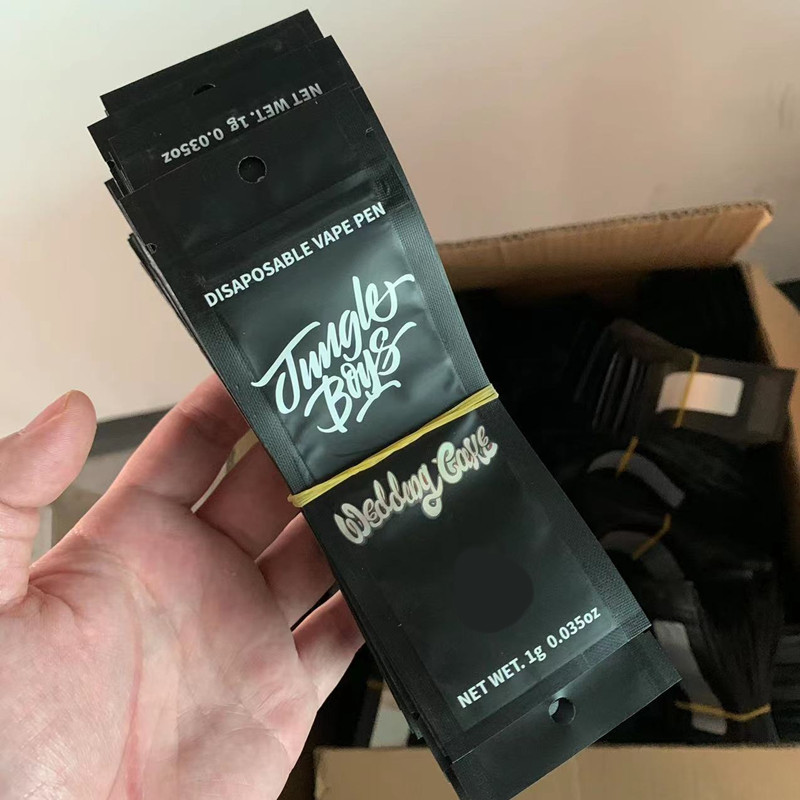 NET WET. 1g 0.035oz
DISAPOSABLE VAPE PEN
Jungle
Boys
Wedding Cake
NET WET. 1g 0.035oz